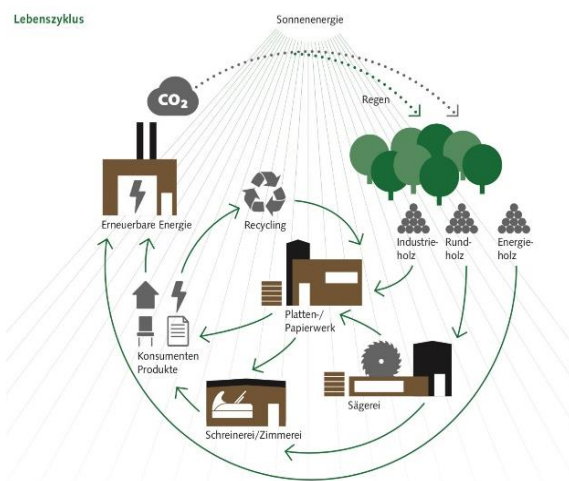 Lebenszyklus
Sonnenenergie
CO2
Regen
Erneuerbare Energie
Recycling
Industrie-
holz
Rund-
holz
Energie-
holz
Platten-/
Papierwerk
Konsumenten
Produkte
Sägerei
Schreinerei/Zimmerei